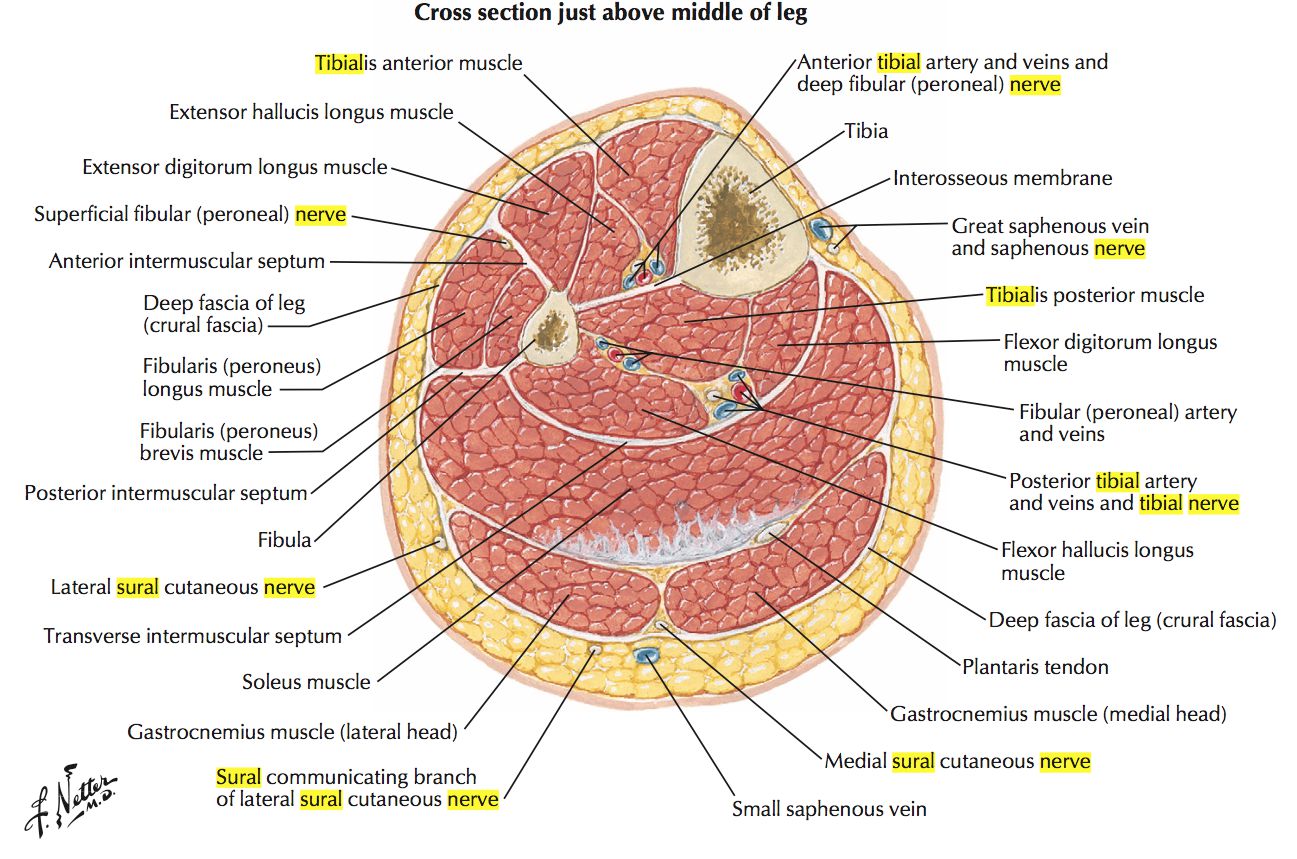 Cross section just above middle of leg
Tibialis anterior muscle
Extensor hallucis longus muscle
Extensor digitorum longus muscle
Superficial fibular (peroneal) nerve
Anterior intermuscular septum
Deep fascia of leg
(crural fascia)
Fibularis (peroneus)
longus muscle
Fibularis (peroneus)
brevis muscle
Posterior intermuscular septum
Fibula
Lateral sural cutaneous nerve
Transverse intermuscular septum
Soleus muscle
Gastrocnemius muscle (lateral head)
Sural communicating branch
of lateral sural cutaneous nerve
Anterior tibial artery and veins and
deep fibular (peroneal) nerve
Tibia
Interosseous membrane
Great saphenous vein
and saphenous nerve
Tibialis posterior muscle
Flexor digitorum longus
muscle
Fibular (peroneal) artery
and veins
Posterior tibial artery
and veins and tibial nerve
Flexor hallucis longus
muscle
Deep fascia of leg (crural fascia)
Plantaris tendon
Gastrocnemius muscle (medial head)
Medial sural cutaneous nerve
Small saphenous vein
F. Netter
M.D.